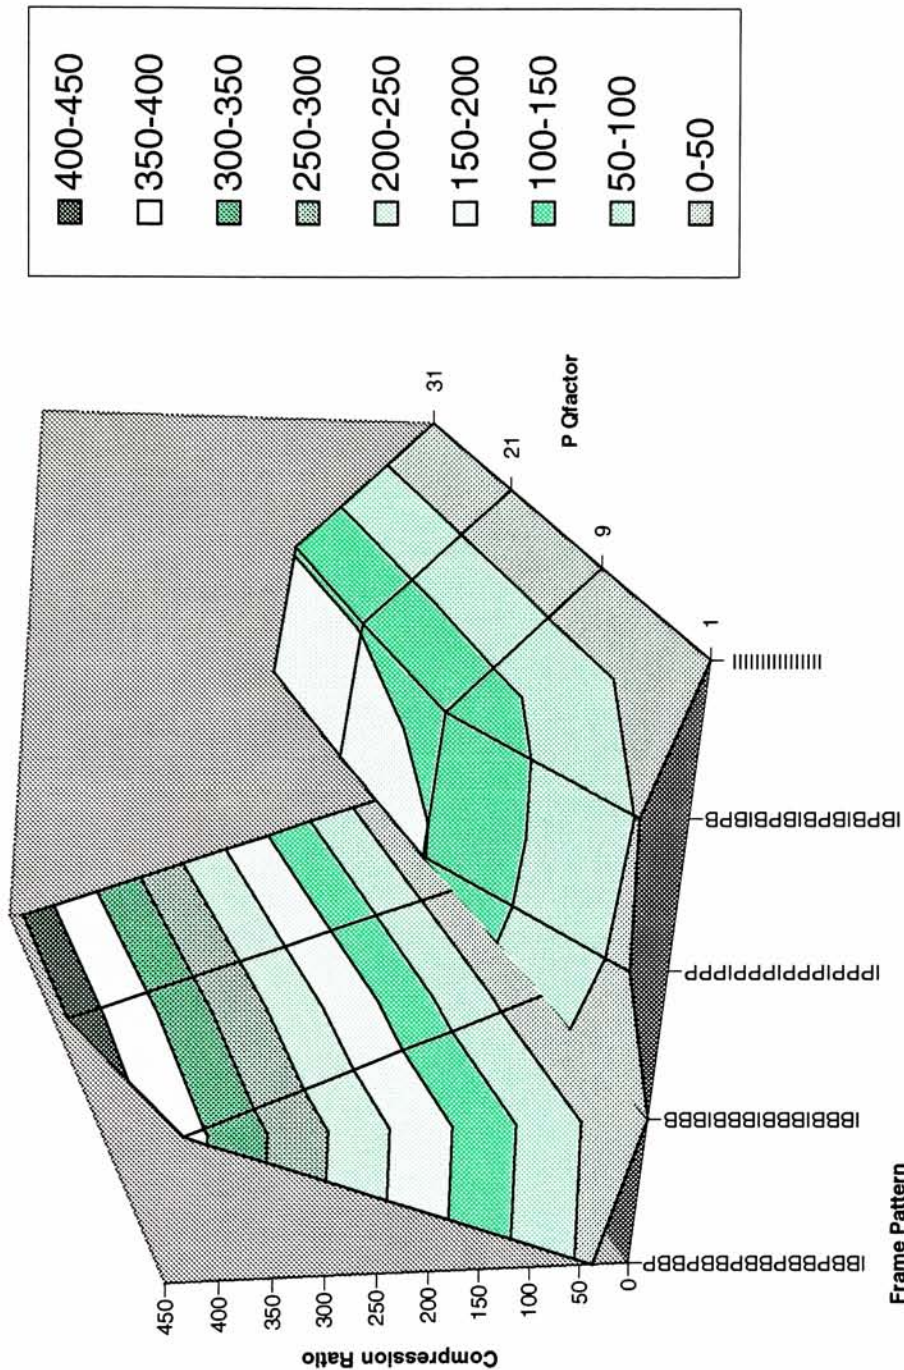 Compression Ratio
450
400
350
300
250
200
150
100
50
0
IBBPBBPBBPBBPBBP
IBBBIBBBIBBBIBBB
IPPPIPPPIPPPIPPP
IBPBIBPBIBPBIBPB
IIIIIIIIIIIIIIII
Frame Pattern
1
9
21
31
P Qfactor
400-450
350-400
300-350
250-300
200-250
150-200
100-150
50-100
0-50